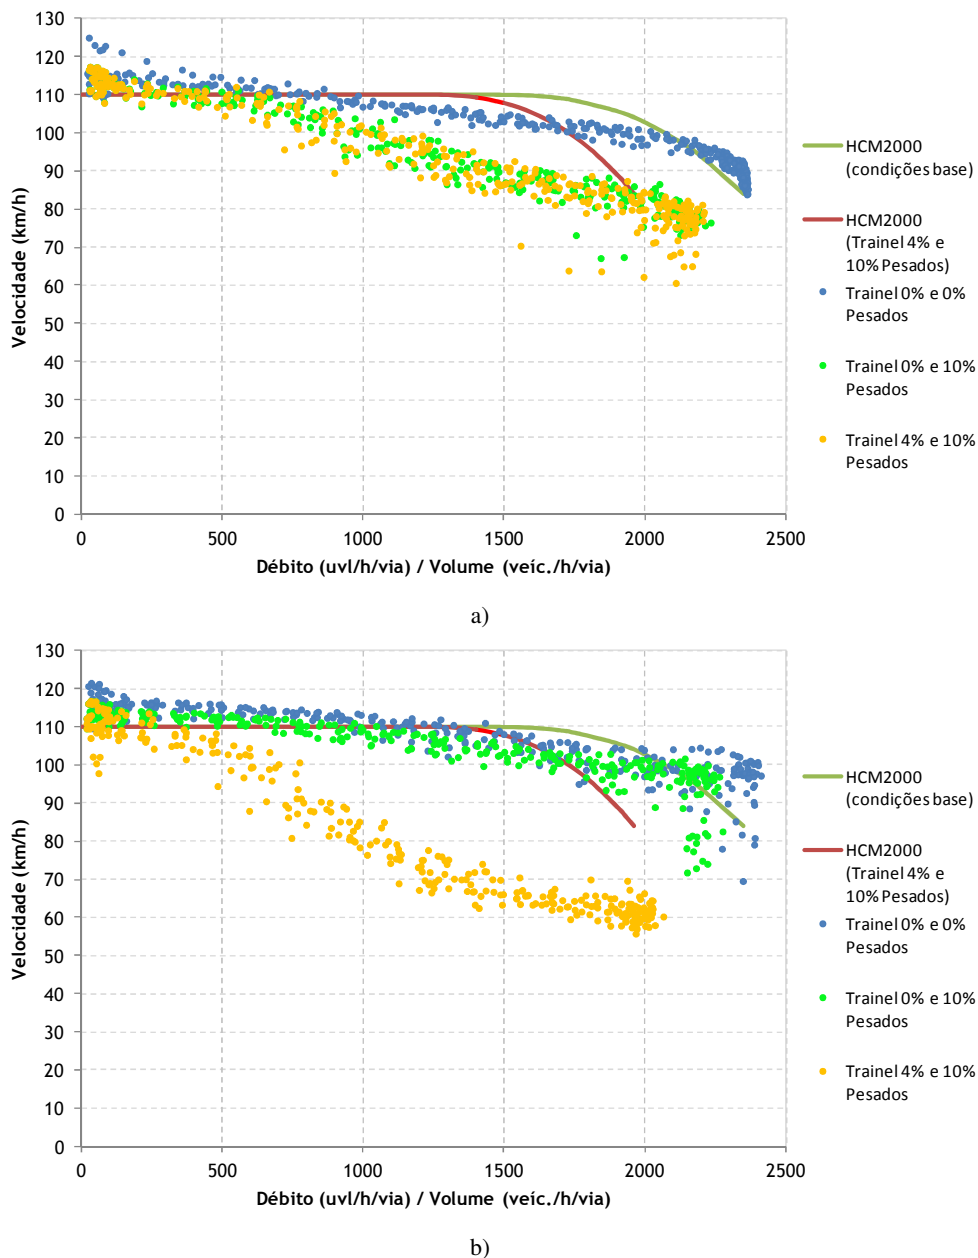 130
120
110
100
90
80
70
60
50
40
30
20
10
0
Velocidade (km/h)
0 500 1000 1500 2000 2500
Débito (uvl/h/via) / Volume (veíc./h/via)
HCM2000
(condições base)
HCM2000
(Trainel 4% e
10% Pesados)
Trainel 0% e 0%
Pesados
Trainel 0% e 10%
Pesados
Trainel 4% e 10%
Pesados
a)
130
120
110
100
90
80
70
60
50
40
30
20
10
0
Velocidade (km/h)
0 500 1000 1500 2000 2500
Débito (uvl/h/via) / Volume (veíc./h/via)
HCM2000
(condições base)
HCM2000
(Trainel 4% e
10% Pesados)
Trainel 0% e 0%
Pesados
Trainel 0% e 10%
Pesados
Trainel 4% e 10%
Pesados
b)